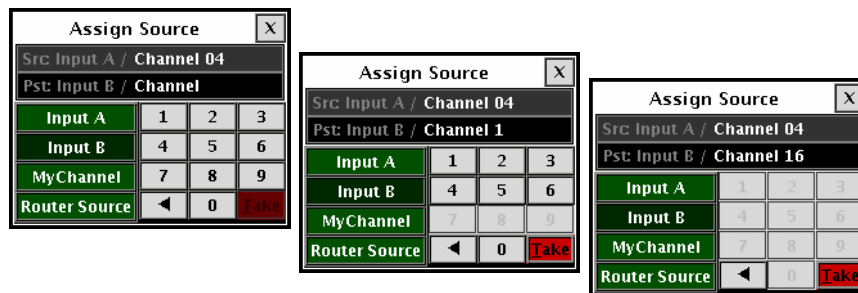 Assign Source X
Src: Input A / Channel 04
Pst: Input B / Channel
Input A 1 2 3
Input B 4 5 6
MyChannel 7 8 9
Router Source 0 Take
Assign Source X
Src: Input A / Channel 04
Pst: Input B / Channel 1
Input A 1 2 3
Input B 4 5 6
MyChannel 7 8 9
Router Source 0 Take
Assign Source X
Src: Input A / Channel 04
Pst: Input B / Channel 16
Input A 1 2 3
Input B 4 5 6
MyChannel 7 8 9
Router Source 0 Take